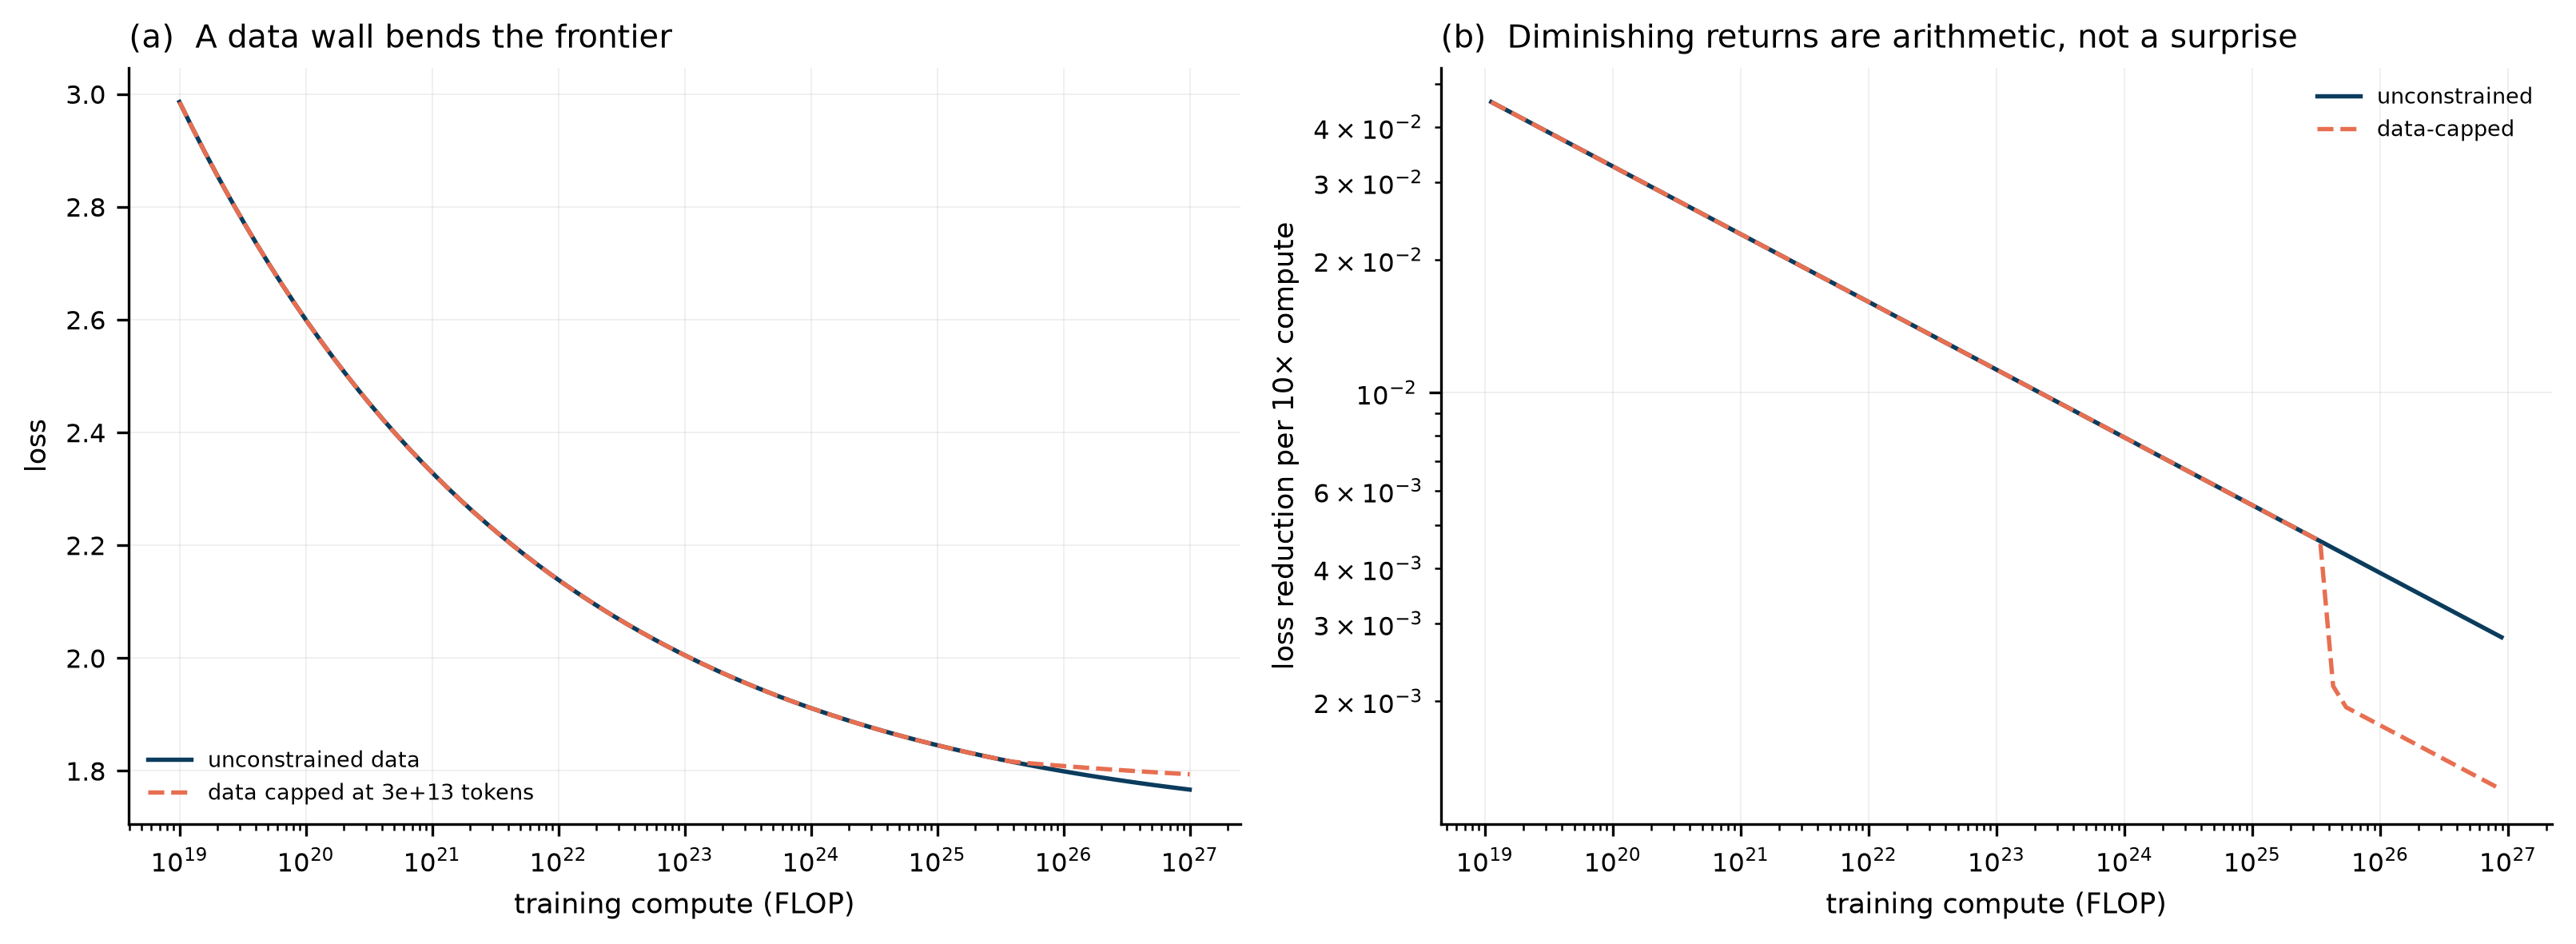 (a) A data wall bends the frontier
loss
3.0
2.8
2.6
2.4
2.2
2.0
1.8
unconstrained data
data capped at 3e+13 tokens
10^19 10^20 10^21 10^22 10^23 10^24 10^25 10^26 10^27
training compute (FLOP)
(b) Diminishing returns are arithmetic, not a surprise
loss reduction per 10× compute
4 × 10^−2
3 × 10^−2
2 × 10^−2
10^−2
6 × 10^−3
4 × 10^−3
3 × 10^−3
2 × 10^−3
unconstrained
data-capped
10^19 10^20 10^21 10^22 10^23 10^24 10^25 10^26 10^27
training compute (FLOP)